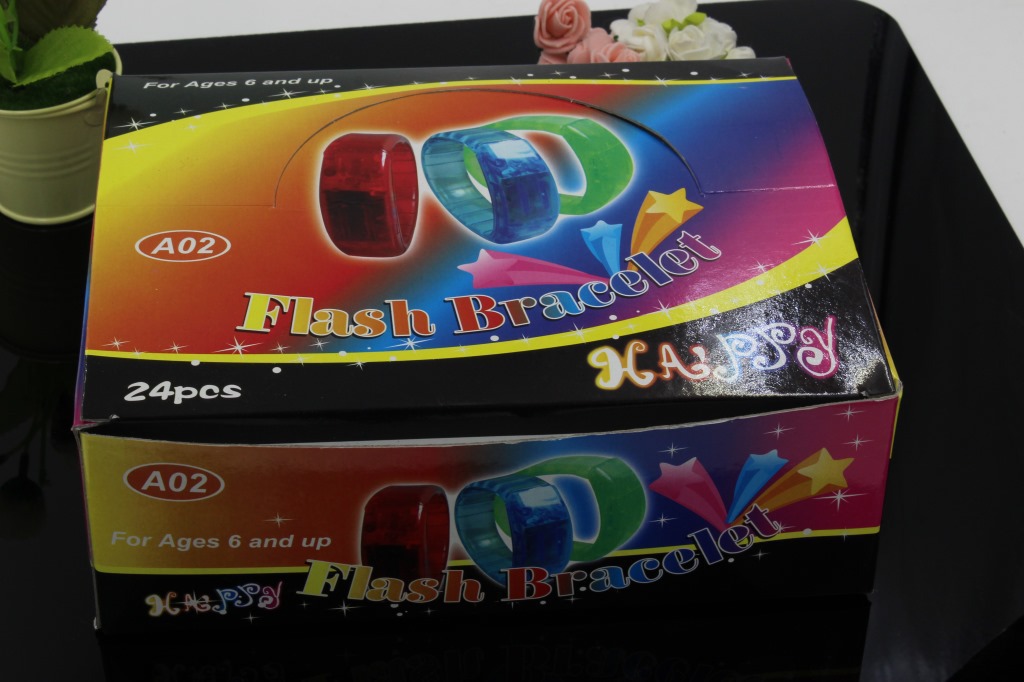 For Ages 6 and up
A02
Flash Bracelet
HAPPY
24pcs
A02
For Ages 6 and up
Flash Bracelet
HAPPY